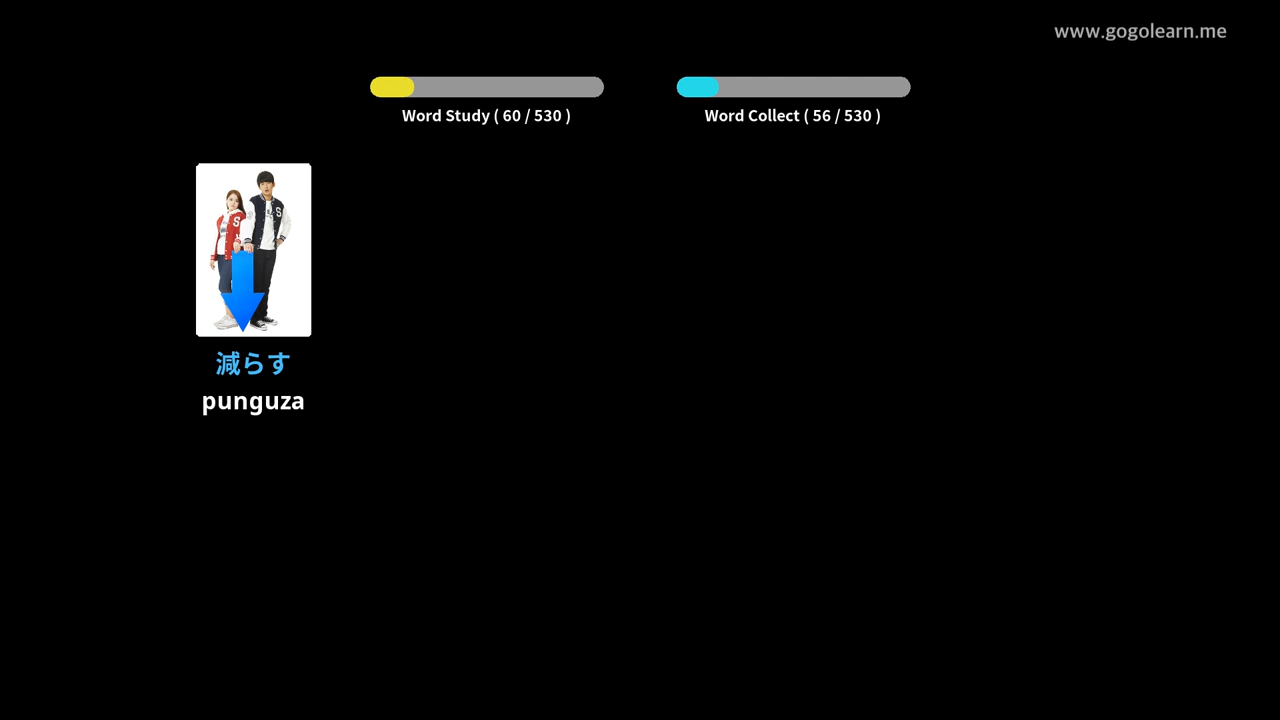 www.gogolearn.me
Word Study ( 60 / 530 )
Word Collect ( 56 / 530 )
S
S
減らす
punguza